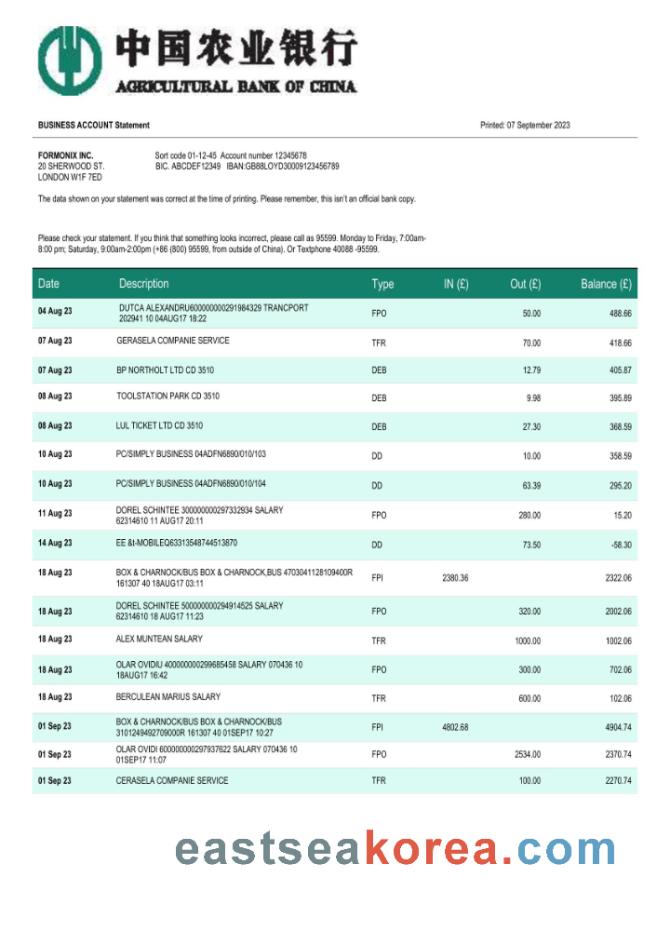 中国农业银行
AGRICULTURAL BANK OF CHINA
BUSINESS ACCOUNT Statement Printed: 07 September 2023
FORMONIX INC. Sort code 01-12-45 Account number 12345678
20 SHERWOOD ST. BIC. ABCDEF12349 IBAN:GB88LOYD30009123456789
LONDON W1F 7ED
The data shown on your statement was correct at the time of printing. Please remember, this isn't an official bank copy.
Please check your statement. If you think that something looks incorrect, please call as 95599. Monday to Friday, 7:00am-
8:00 pm; Saturday, 9:00am-2:00pm (+86 (800) 95599, from outside of China). Or Textphone 40088 -95599.
Date Description Type IN (£) Out (£) Balance (£)
04 Aug 23 DUTCA ALEXANDRU600000000291984329 TRANCPORT FPO 50.00 488.66
202941 10 04AUG17 18:22
07 Aug 23 GERASELA COMPANIE SERVICE TFR 70.00 418.66
07 Aug 23 BP NORTHOLT LTD CD 3510 DEB 12.79 405.87
08 Aug 23 TOOLSTATION PARK CD 3510 DEB 9.98 395.89
08 Aug 23 LUL TICKET LTD CD 3510 DEB 27.30 368.59
10 Aug 23 PC/SIMPLY BUSINESS 04ADFN6890/010/103 DD 10.00 358.59
10 Aug 23 PC/SIMPLY BUSINESS 04ADFN6890/010/104 DD 63.39 295.20
11 Aug 23 DOREL SCHINTEE 300000000297332934 SALARY FPO 280.00 15.20
62314610 11 AUG17 20:11
14 Aug 23 EE &t-MOBILEQ63313548744513870 DD 73.50 -58.30
18 Aug 23 BOX & CHARNOCK/BUS BOX & CHARNOCK,BUS 4703041128109400R FPI 2380.36 2322.06
161307 40 18AUG17 03:11
18 Aug 23 DOREL SCHINTEE 500000000294914525 SALARY FPO 320.00 2002.06
62314610 18 AUG17 11:23
18 Aug 23 ALEX MUNTEAN SALARY TFR 1000.00 1002.06
18 Aug 23 OLAR OVIDIU 400000000299685458 SALARY 070436 10 FPO 300.00 702.06
18AUG17 16:42
18 Aug 23 BERCULEAN MARIUS SALARY TFR 600.00 102.06
01 Sep 23 BOX & CHARNOCK/BUS BOX & CHARNOCK/BUS FPI 4802.68 4904.74
3101249492709000R 161307 40 01SEP17 10:27
01 Sep 23 OLAR OVIDI 600000000297937622 SALARY 070436 10 FPO 2534.00 2370.74
01SEP17 11:07
01 Sep 23 CERASELA COMPANIE SERVICE TFR 100.00 2270.74
eastseakorea.com